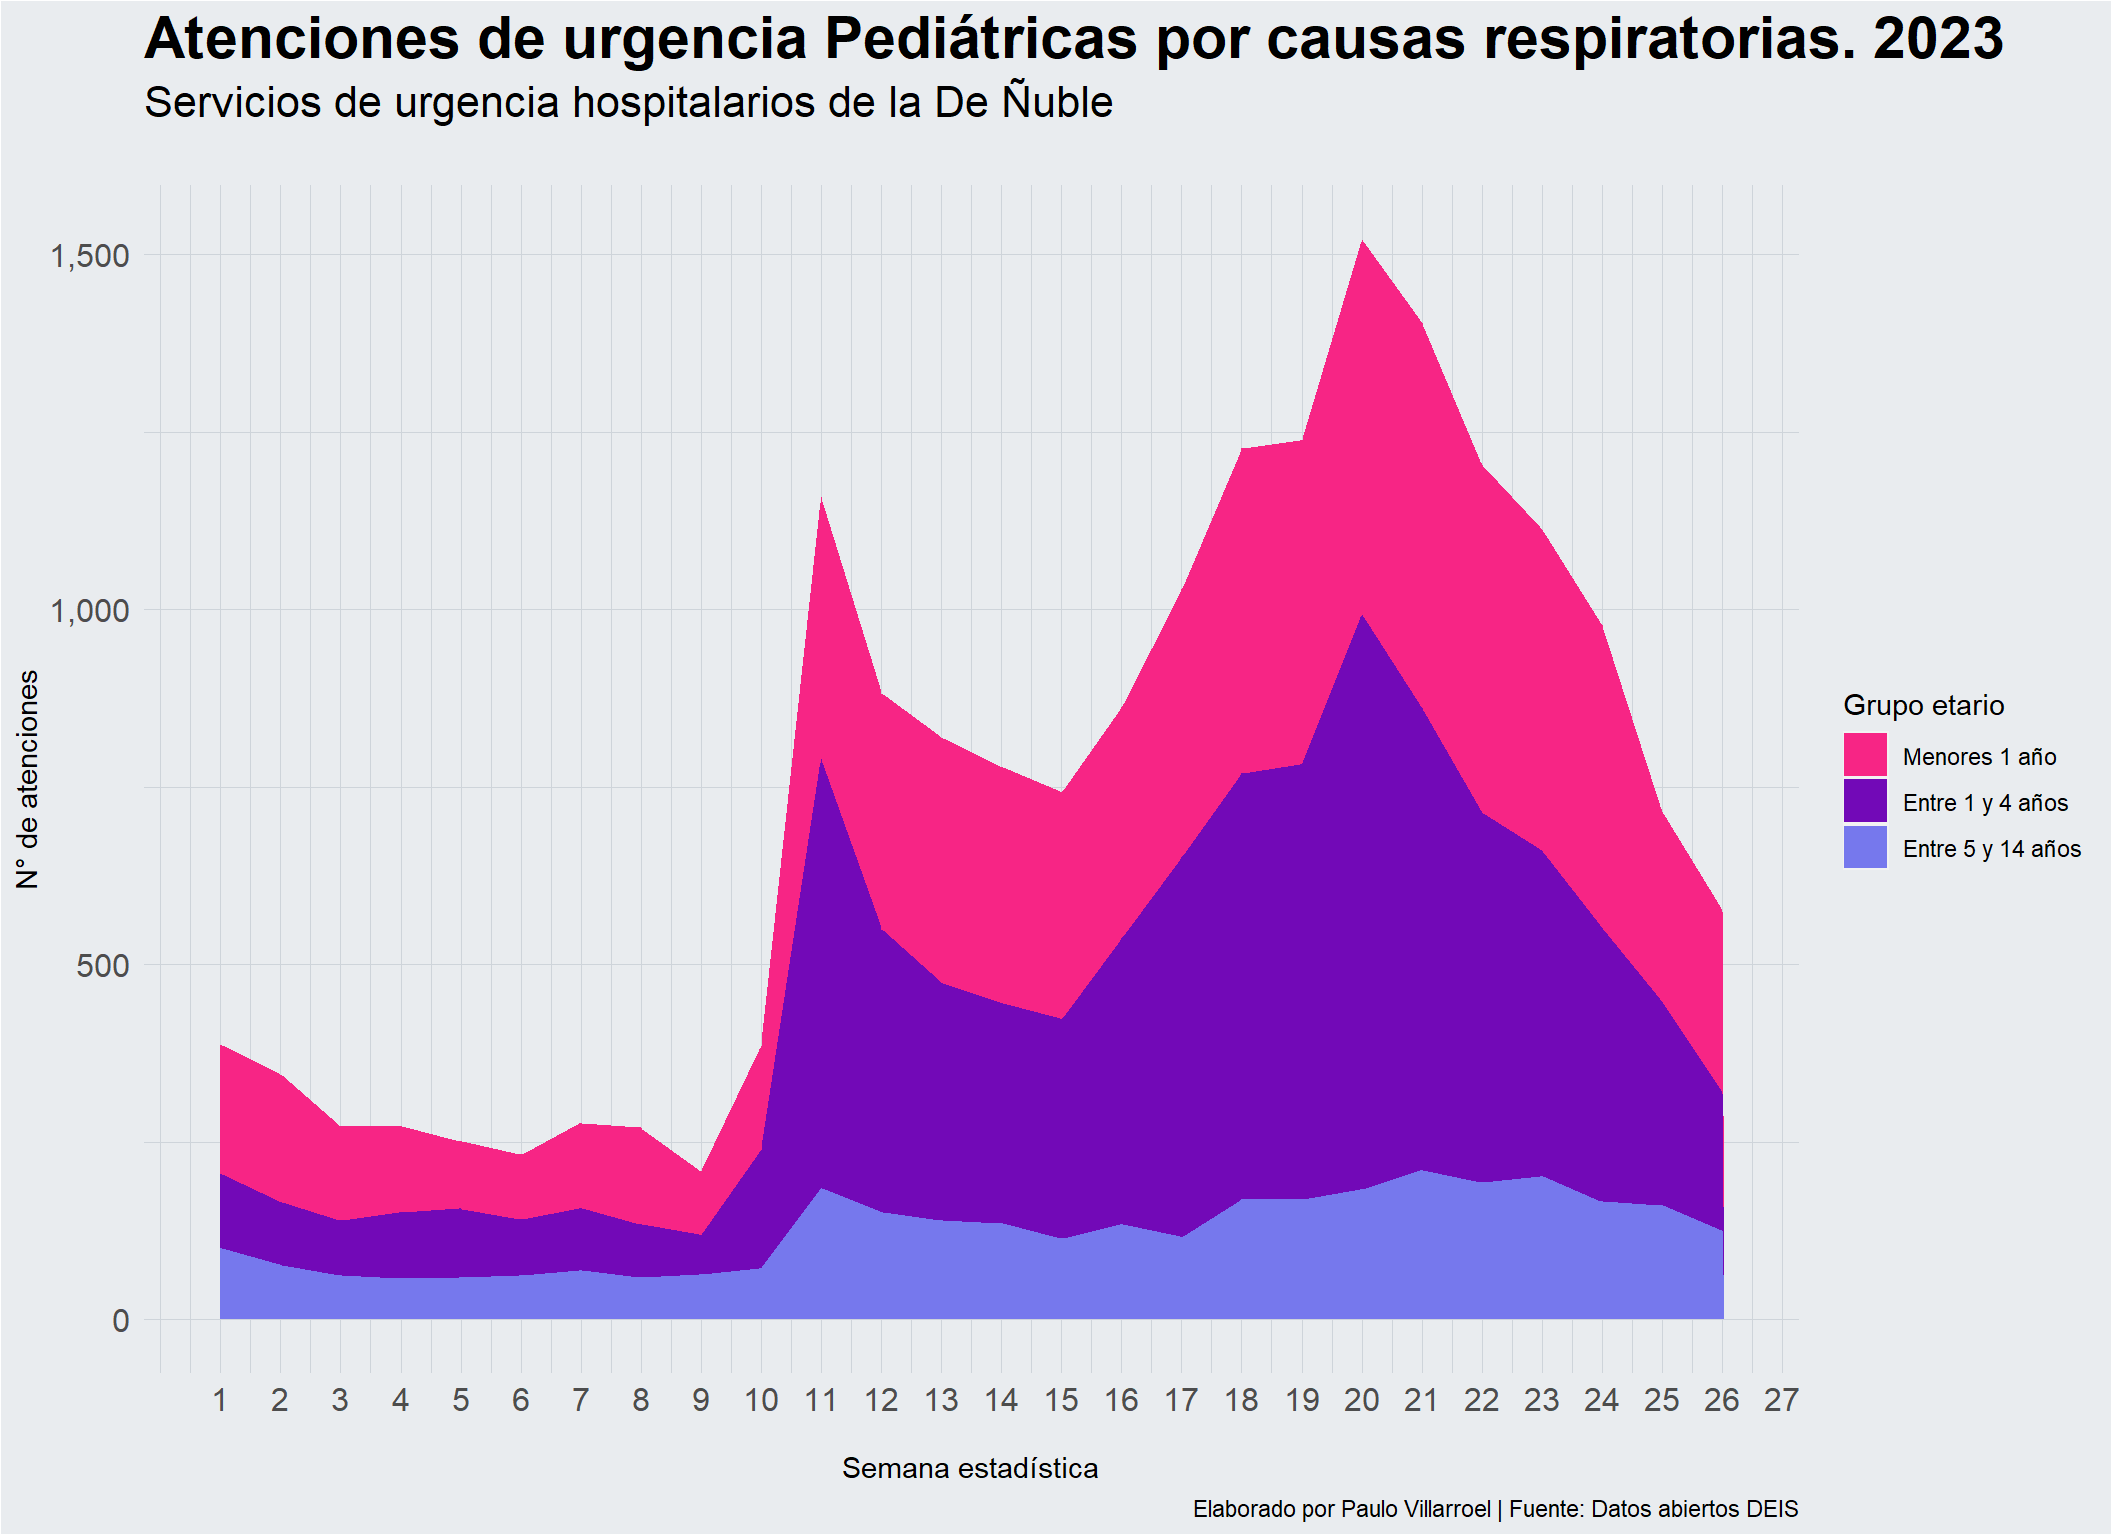 Atenciones de urgencia Pediátricas por causas respiratorias. 2023
Servicios de urgencia hospitalarios de la De Ñuble
1,500
1,000
500
0
N° de atenciones
1 2 3 4 5 6 7 8 9 10 11 12 13 14 15 16 17 18 19 20 21 22 23 24 25 26 27
Semana estadística
Grupo etario
Menores 1 año
Entre 1 y 4 años
Entre 5 y 14 años
Elaborado por Paulo Villarroel | Fuente: Datos abiertos DEIS